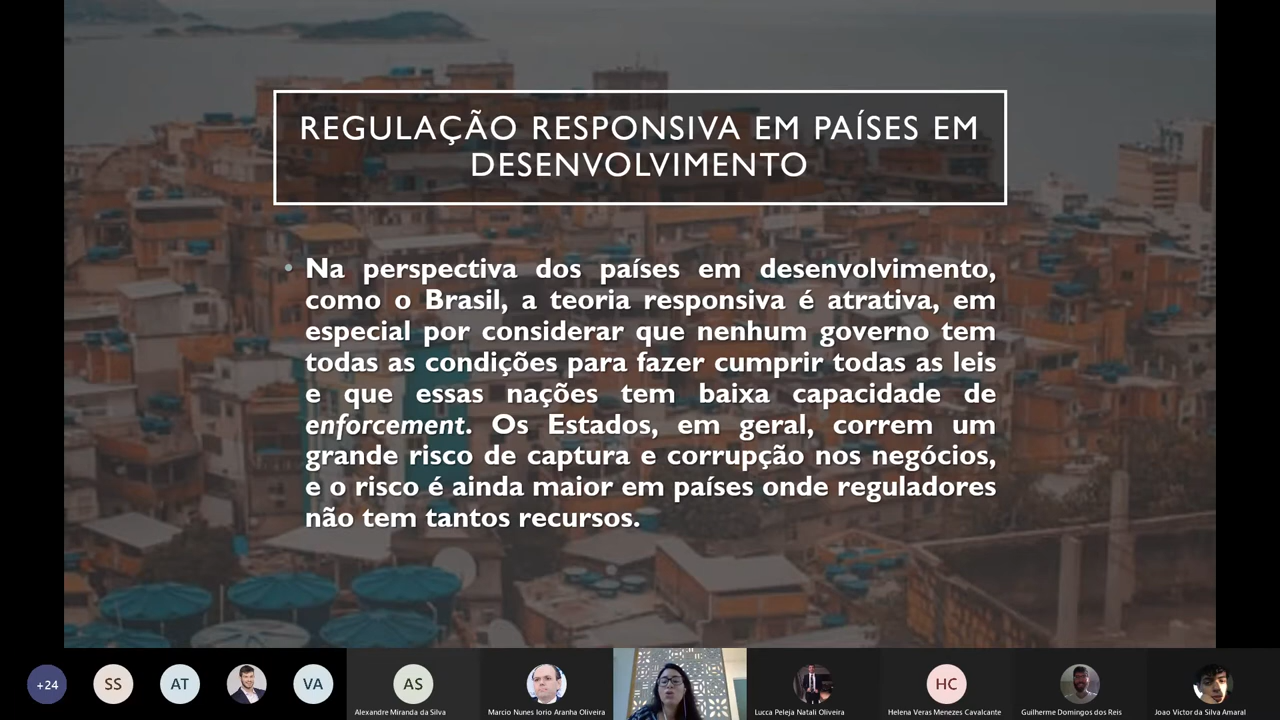 REGULAÇÃO RESPONSIVA EM PAÍSES EM
DESENVOLVIMENTO
• Na perspectiva dos países em desenvolvimento,
como o Brasil, a teoria responsiva é atrativa, em
especial por considerar que nenhum governo tem
todas as condições para fazer cumprir todas as leis
e que essas nações tem baixa capacidade de
enforcement. Os Estados, em geral, correm um
grande risco de captura e corrupção nos negócios,
e o risco é ainda maior em países onde reguladores
não tem tantos recursos.
+24
SS
AT
VA
AS
HC
Alexandre Miranda da Silva
Marcio Nunes Iorio Aranha Oliveira
Lucca Peleja Natali Oliveira
Helena Veras Menezes Cavalcante
Guilherme Domingos dos Reis
Joao Victor da Silva Amaral